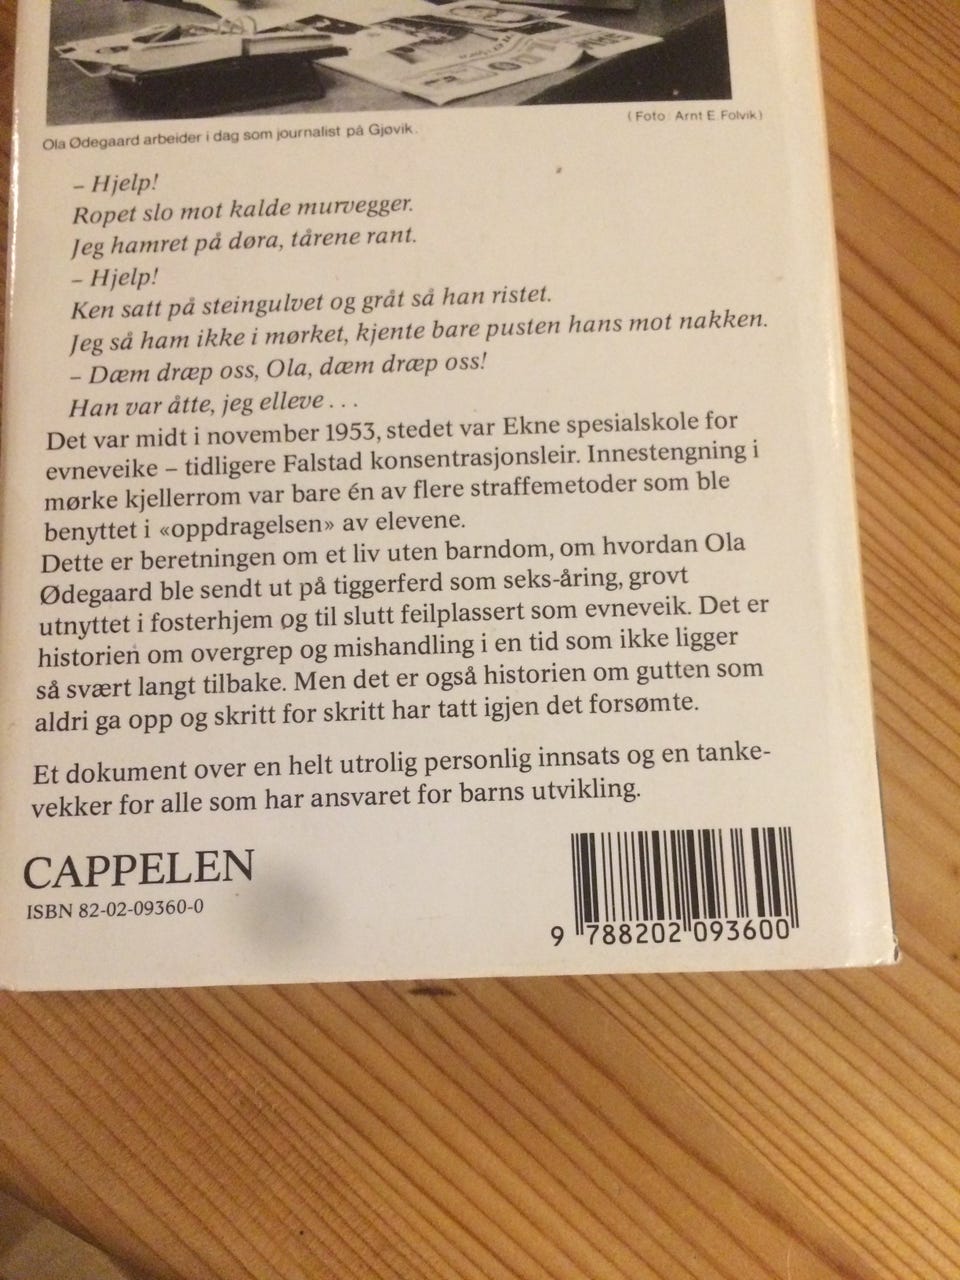 Ola Ødegaard arbeider i dag som journalist på Gjøvik.
(Foto: Arnt E. Folvik)
– Hjelp!
Ropet slo mot kalde murvegger.
Jeg hamret på døra, tårene rant.
– Hjelp!
Ken satt på steingulvet og gråt så han ristet.
Jeg så ham ikke i mørket, kjente bare pusten hans mot nakken.
– Dæm dræp oss, Ola, dæm dræp oss!
Han var åtte, jeg elleve . . .
Det var midt i november 1953, stedet var Ekne spesialskole for
evneveike – tidligere Falstad konsentrasjonsleir. Innestengning i
mørke kjellerrom var bare én av flere straffemetoder som ble
benyttet i «oppdragelsen» av elevene.
Dette er beretningen om et liv uten barndom, om hvordan Ola
Ødegaard ble sendt ut på tiggerferd som seks-åring, grovt
utnyttet i fosterhjem og til slutt feilplassert som evneveik. Det er
historien om overgrep og mishandling i en tid som ikke ligger
så svært langt tilbake. Men det er også historien om gutten som
aldri ga opp og skritt for skritt har tatt igjen det forsømte.
Et dokument over en helt utrolig personlig innsats og en tanke-
vekker for alle som har ansvaret for barns utvikling.
CAPPELEN
ISBN 82-02-09360-0
9 788202 093600